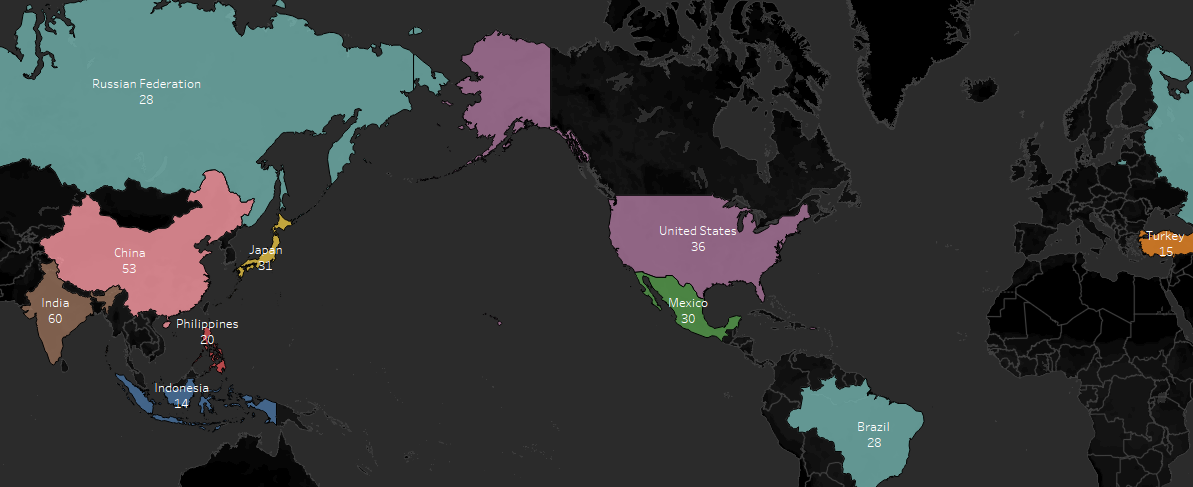 Russian Federation
28
United States
36
Turkey
15
China
53
Japan
31
India
60
Mexico
30
Philippines
20
Indonesia
14
Brazil
28